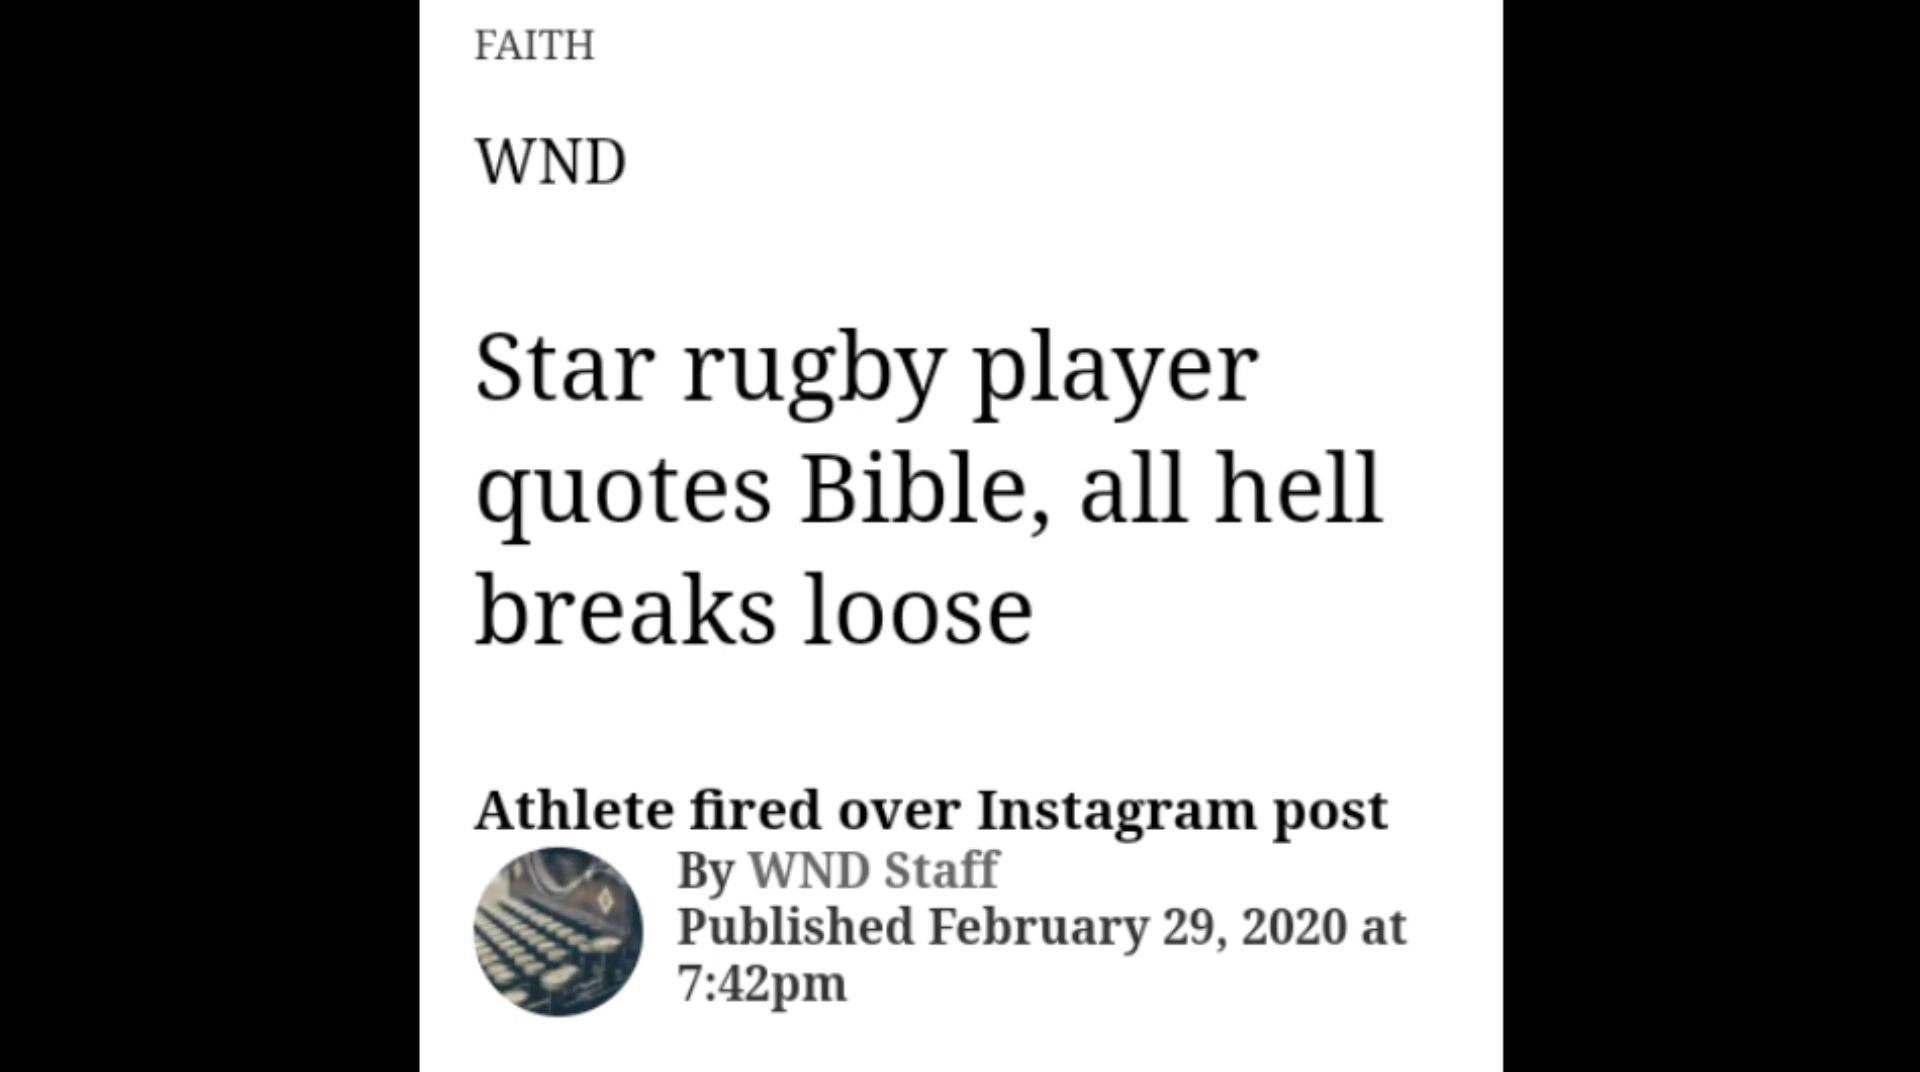 FAITH
WND
Star rugby player
quotes Bible, all hell
breaks loose
Athlete fired over Instagram post
By WND Staff
Published February 29, 2020 at
7:42pm